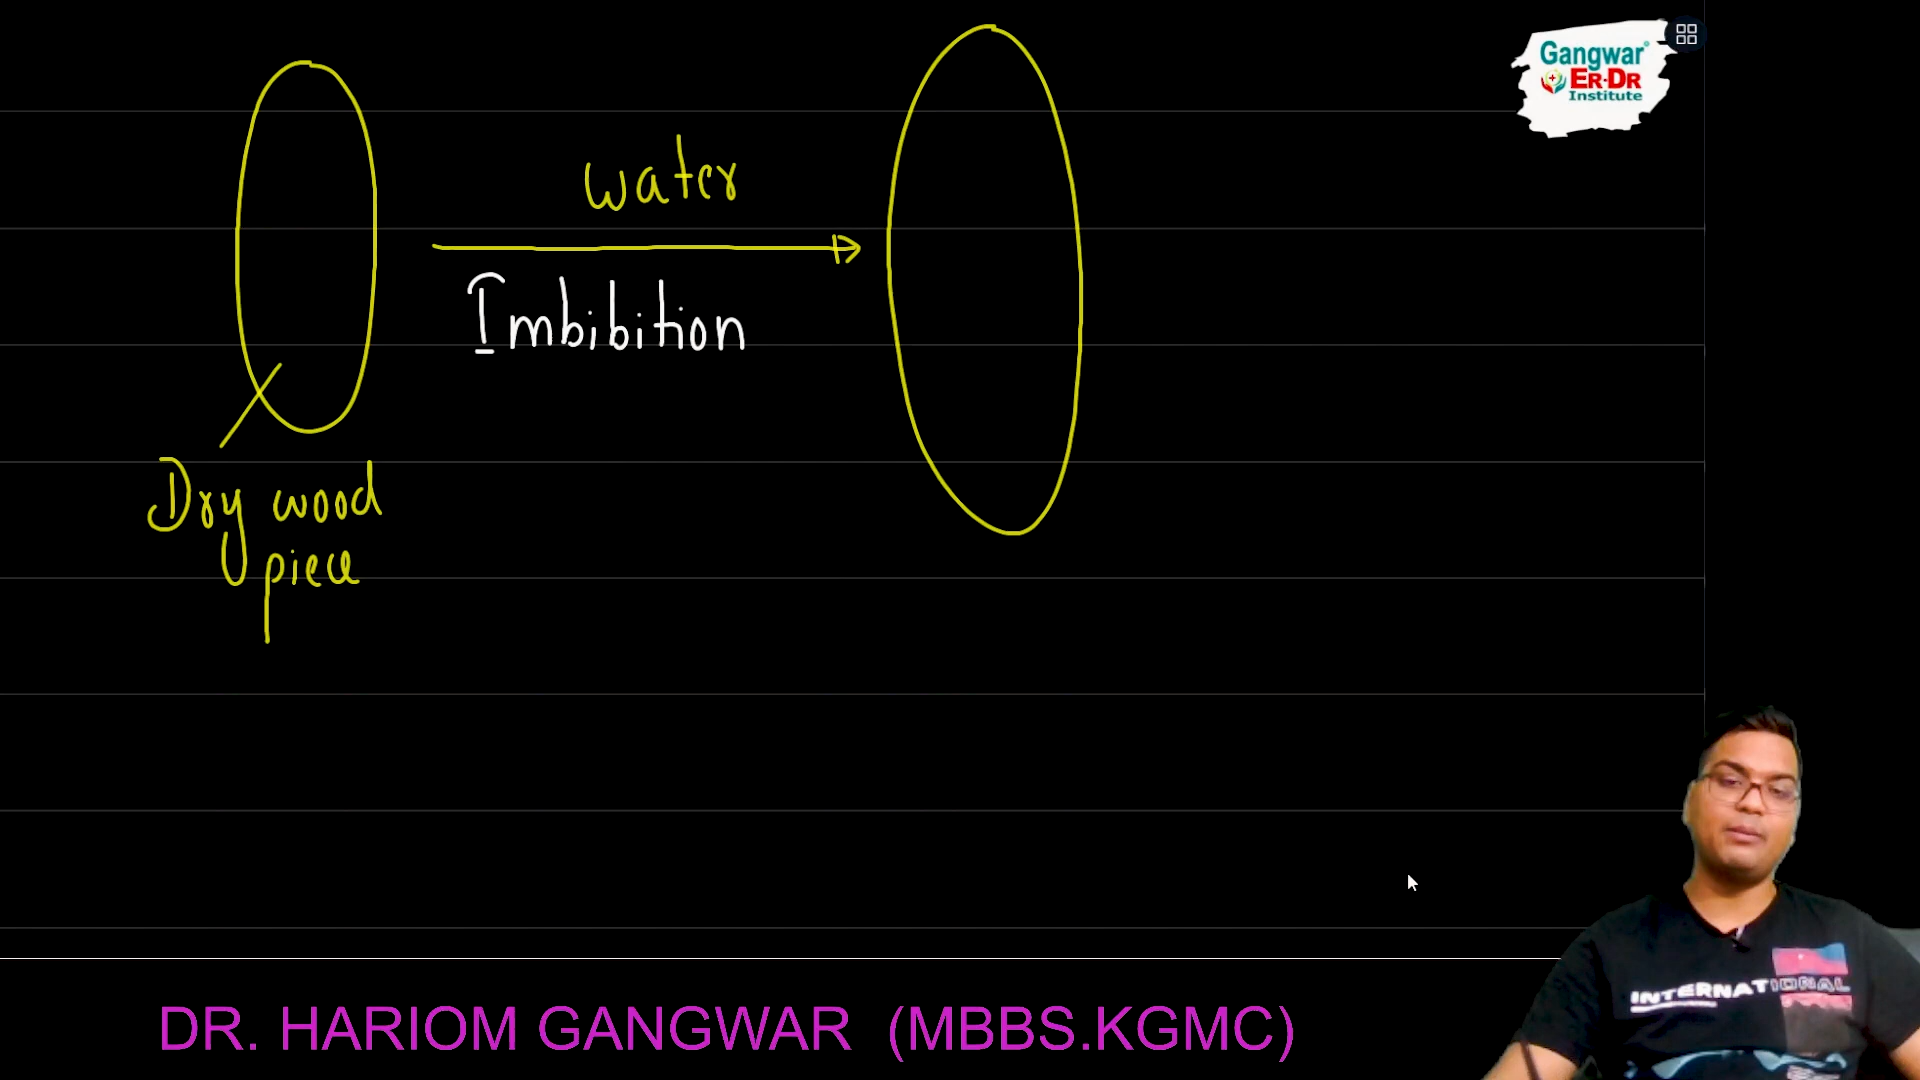 Gangwar
ER-DR
Institute
water
Imbibition
Dry wood
piece
INTERNATIONAL
DR. HARIOM GANGWAR (MBBS.KGMC)